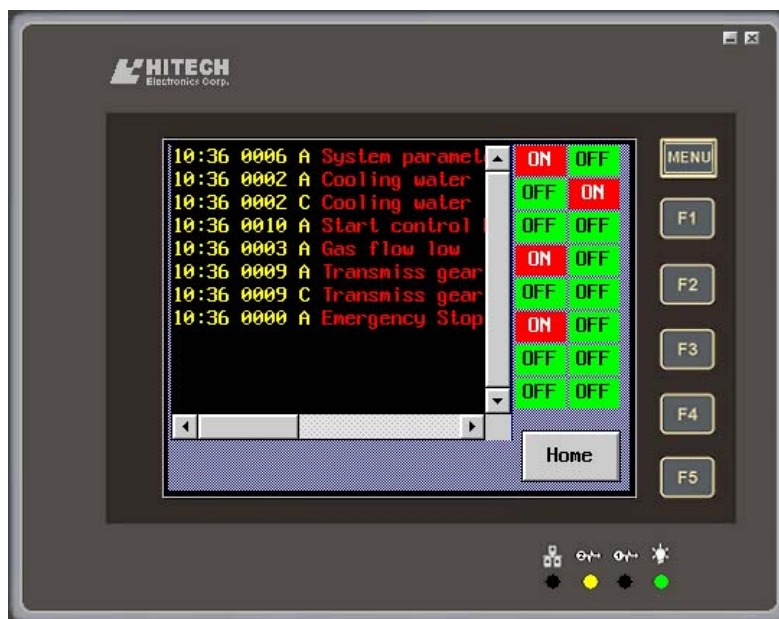 HITECH
Electronics Corp.
10:36 0006 A System paramet
10:36 0002 A Cooling water
10:36 0002 C Cooling water
10:36 0010 A Start control
10:36 0003 A Gas flow low
10:36 0009 A Transmiss gear
10:36 0009 C Transmiss gear
10:36 0000 A Emergency Stop
ON OFF
OFF ON
OFF OFF
ON OFF
OFF OFF
ON OFF
OFF OFF
OFF OFF
Home
MENU
F1
F2
F3
F4
F5